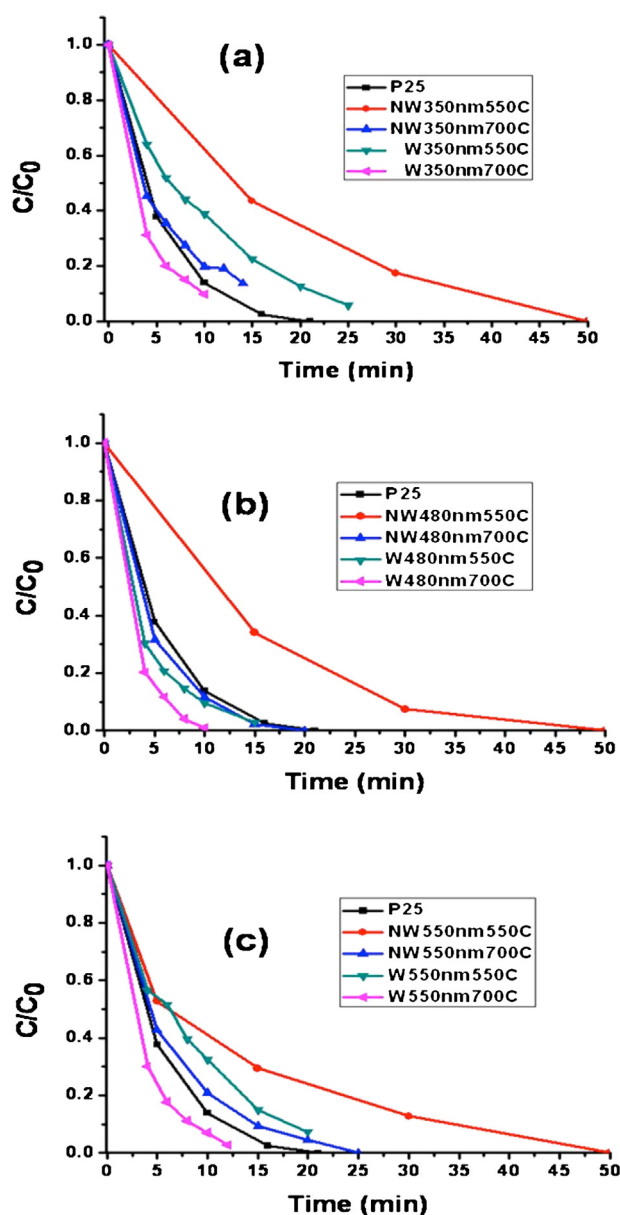 (a)
P25
NW350nm550C
NW350nm700C
W350nm550C
W350nm700C
C/C0
1.0
0.8
0.6
0.4
0.2
0.0
0 5 10 15 20 25 30 35 40 45 50
Time (min)
(b)
P25
NW480nm550C
NW480nm700C
W480nm550C
W480nm700C
C/C0
1.0
0.8
0.6
0.4
0.2
0.0
0 5 10 15 20 25 30 35 40 45 50
Time (min)
(c)
P25
NW550nm550C
NW550nm700C
W550nm550C
W550nm700C
C/C0
1.0
0.8
0.6
0.4
0.2
0.0
0 5 10 15 20 25 30 35 40 45 50
Time (min)